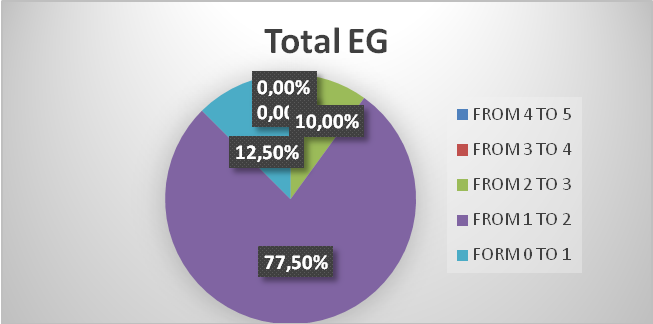 Total EG
0,00%
0,00
10,00%
12,50%
77,50%
FROM 4 TO 5
FROM 3 TO 4
FROM 2 TO 3
FROM 1 TO 2
FORM 0 TO 1